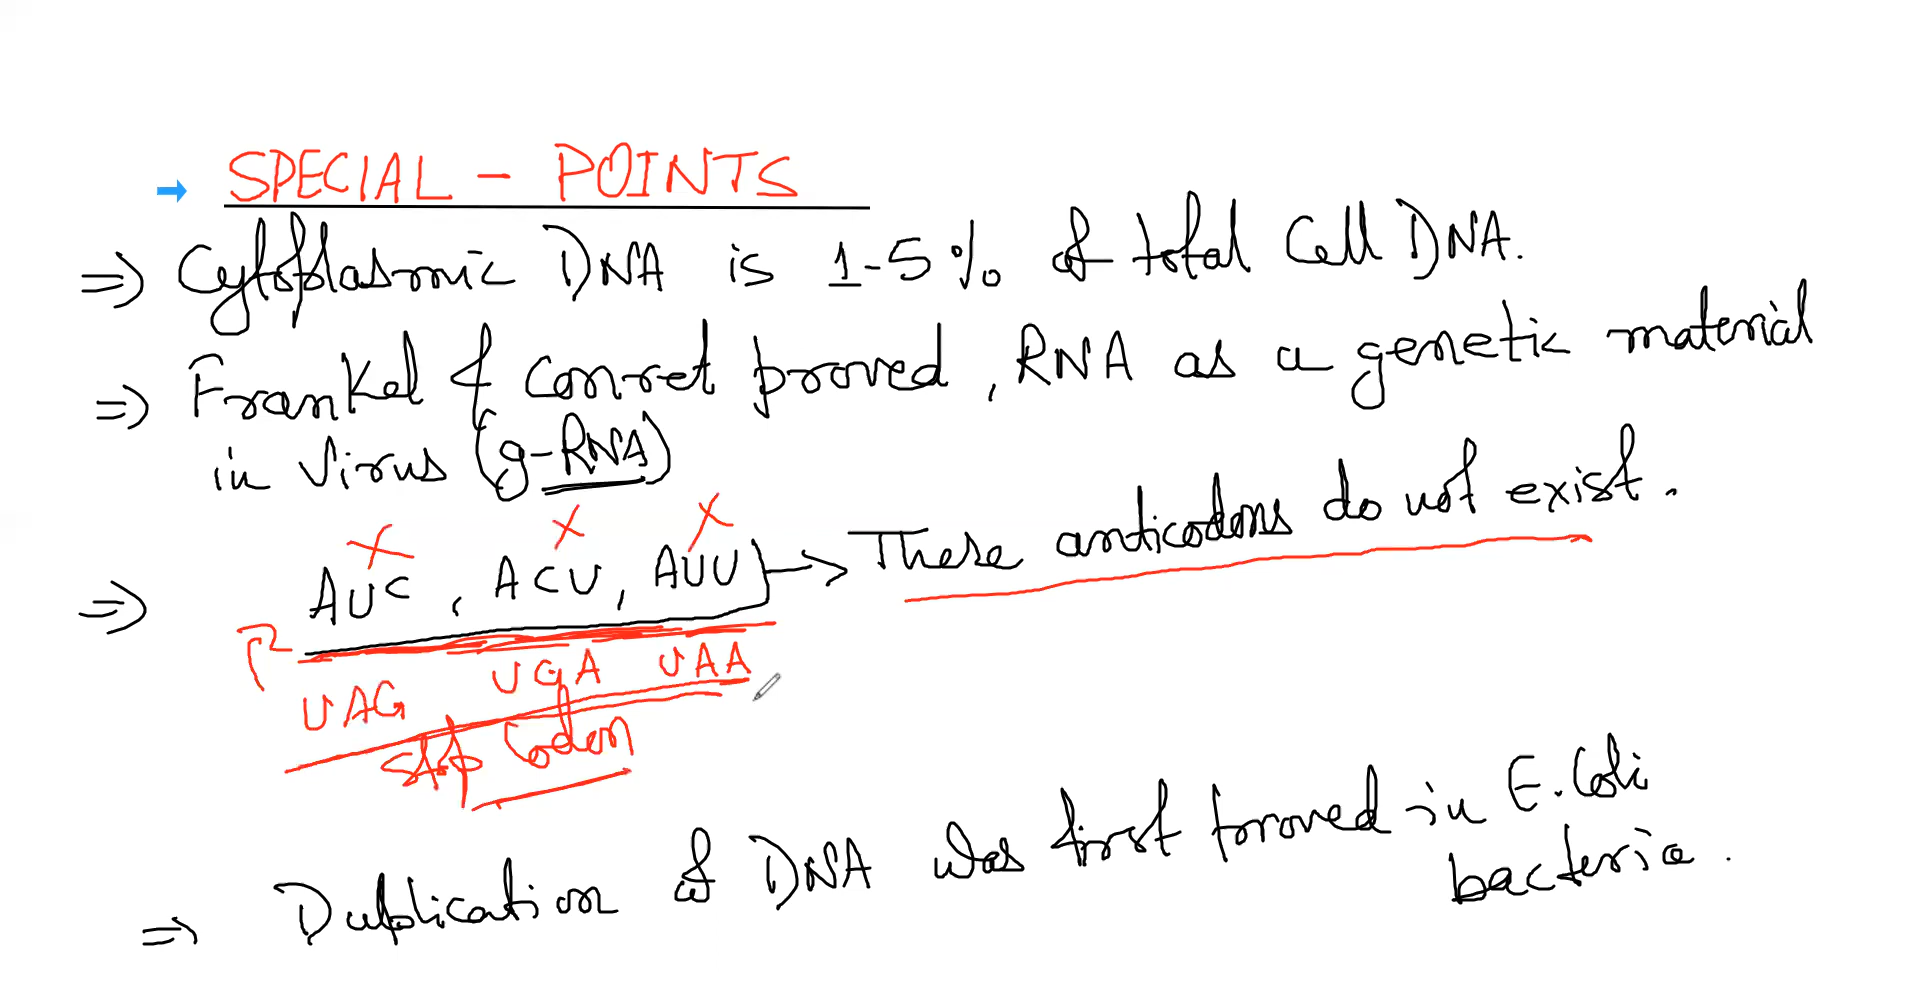 → SPECIAL - POINTS
⇒ Cytoplasmic DNA is 1-5% of total Cell DNA.
⇒ Frankel & conret proved, RNA as a genetic material
in virus (g-RNA)
X X X
⇒ AUC, ACU, AUU → These anticodons do not exist.
UAG UGA UAA
Stop Codon
⇒ Duplication of DNA was first proved in E.Coli
bacteria.